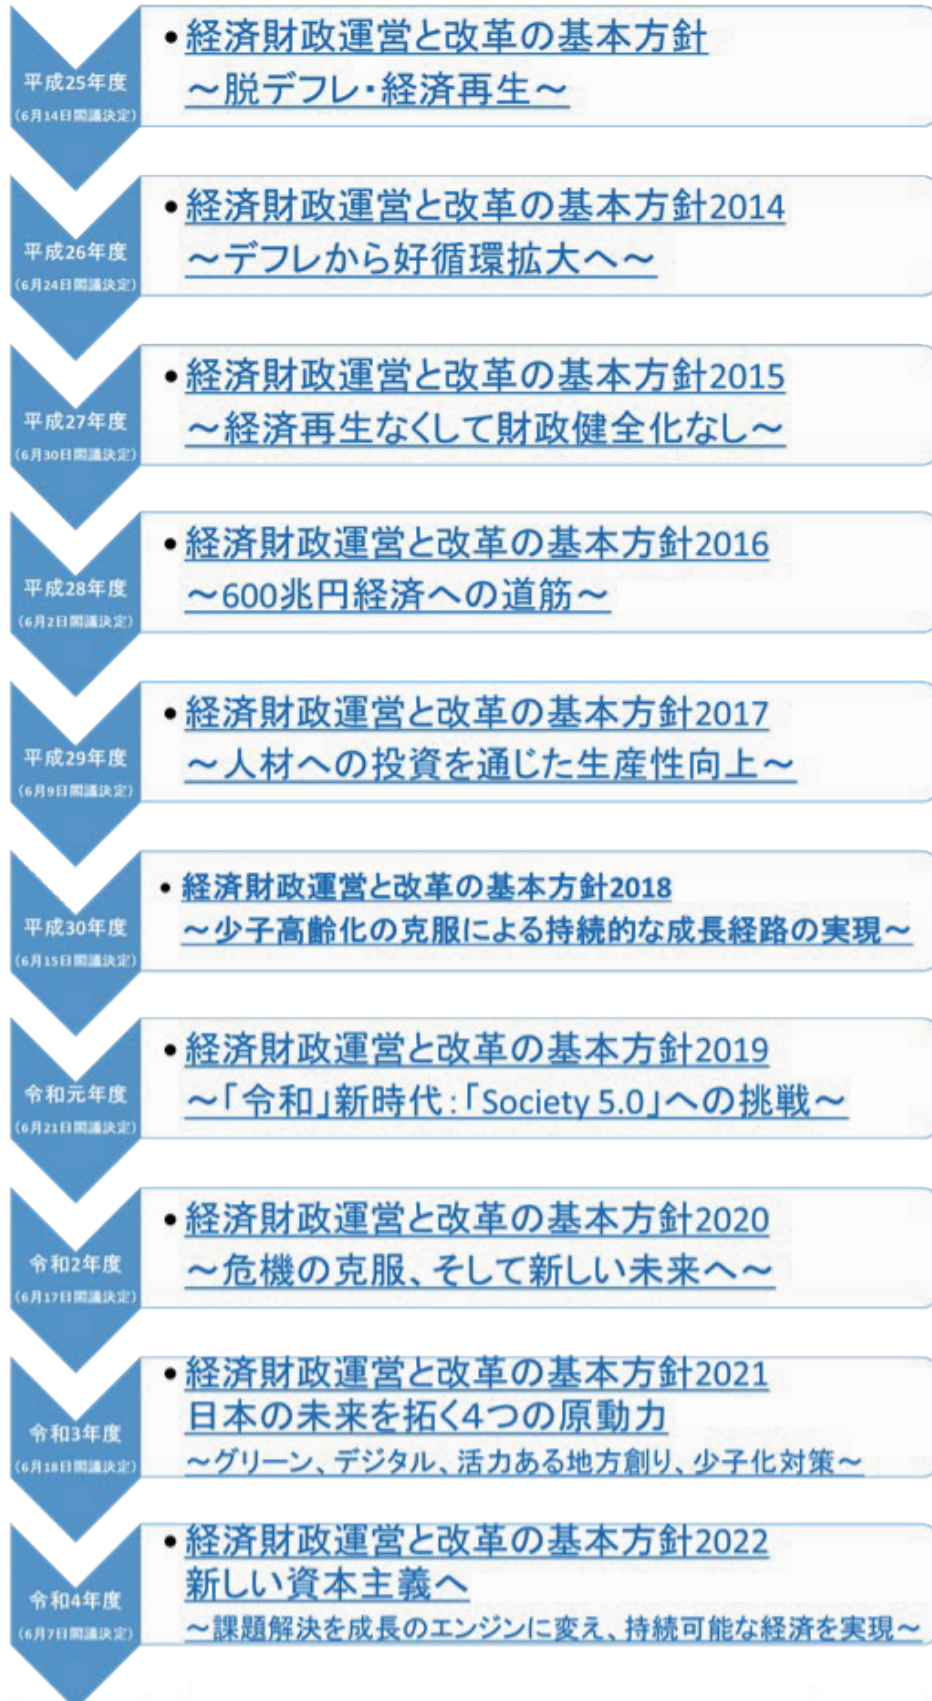 平成25年度
(6月14日閣議決定)
• 経済財政運営と改革の基本方針
～脱デフレ・経済再生～
平成26年度
(6月24日閣議決定)
• 経済財政運営と改革の基本方針2014
～デフレから好循環拡大へ～
平成27年度
(6月30日閣議決定)
• 経済財政運営と改革の基本方針2015
～経済再生なくして財政健全化なし～
平成28年度
(6月2日閣議決定)
• 経済財政運営と改革の基本方針2016
～600兆円経済への道筋～
平成29年度
(6月9日閣議決定)
• 経済財政運営と改革の基本方針2017
～人材への投資を通じた生産性向上～
平成30年度
(6月15日閣議決定)
• 経済財政運営と改革の基本方針2018
～少子高齢化の克服による持続的な成長経路の実現～
令和元年度
(6月21日閣議決定)
• 経済財政運営と改革の基本方針2019
～「令和」新時代：「Society 5.0」への挑戦～
令和2年度
(6月17日閣議決定)
• 経済財政運営と改革の基本方針2020
～危機の克服、そして新しい未来へ～
令和3年度
(6月18日閣議決定)
• 経済財政運営と改革の基本方針2021
日本の未来を拓く4つの原動力
～グリーン、デジタル、活力ある地方創り、少子化対策～
令和4年度
(6月7日閣議決定)
• 経済財政運営と改革の基本方針2022
新しい資本主義へ
～課題解決を成長のエンジンに変え、持続可能な経済を実現～